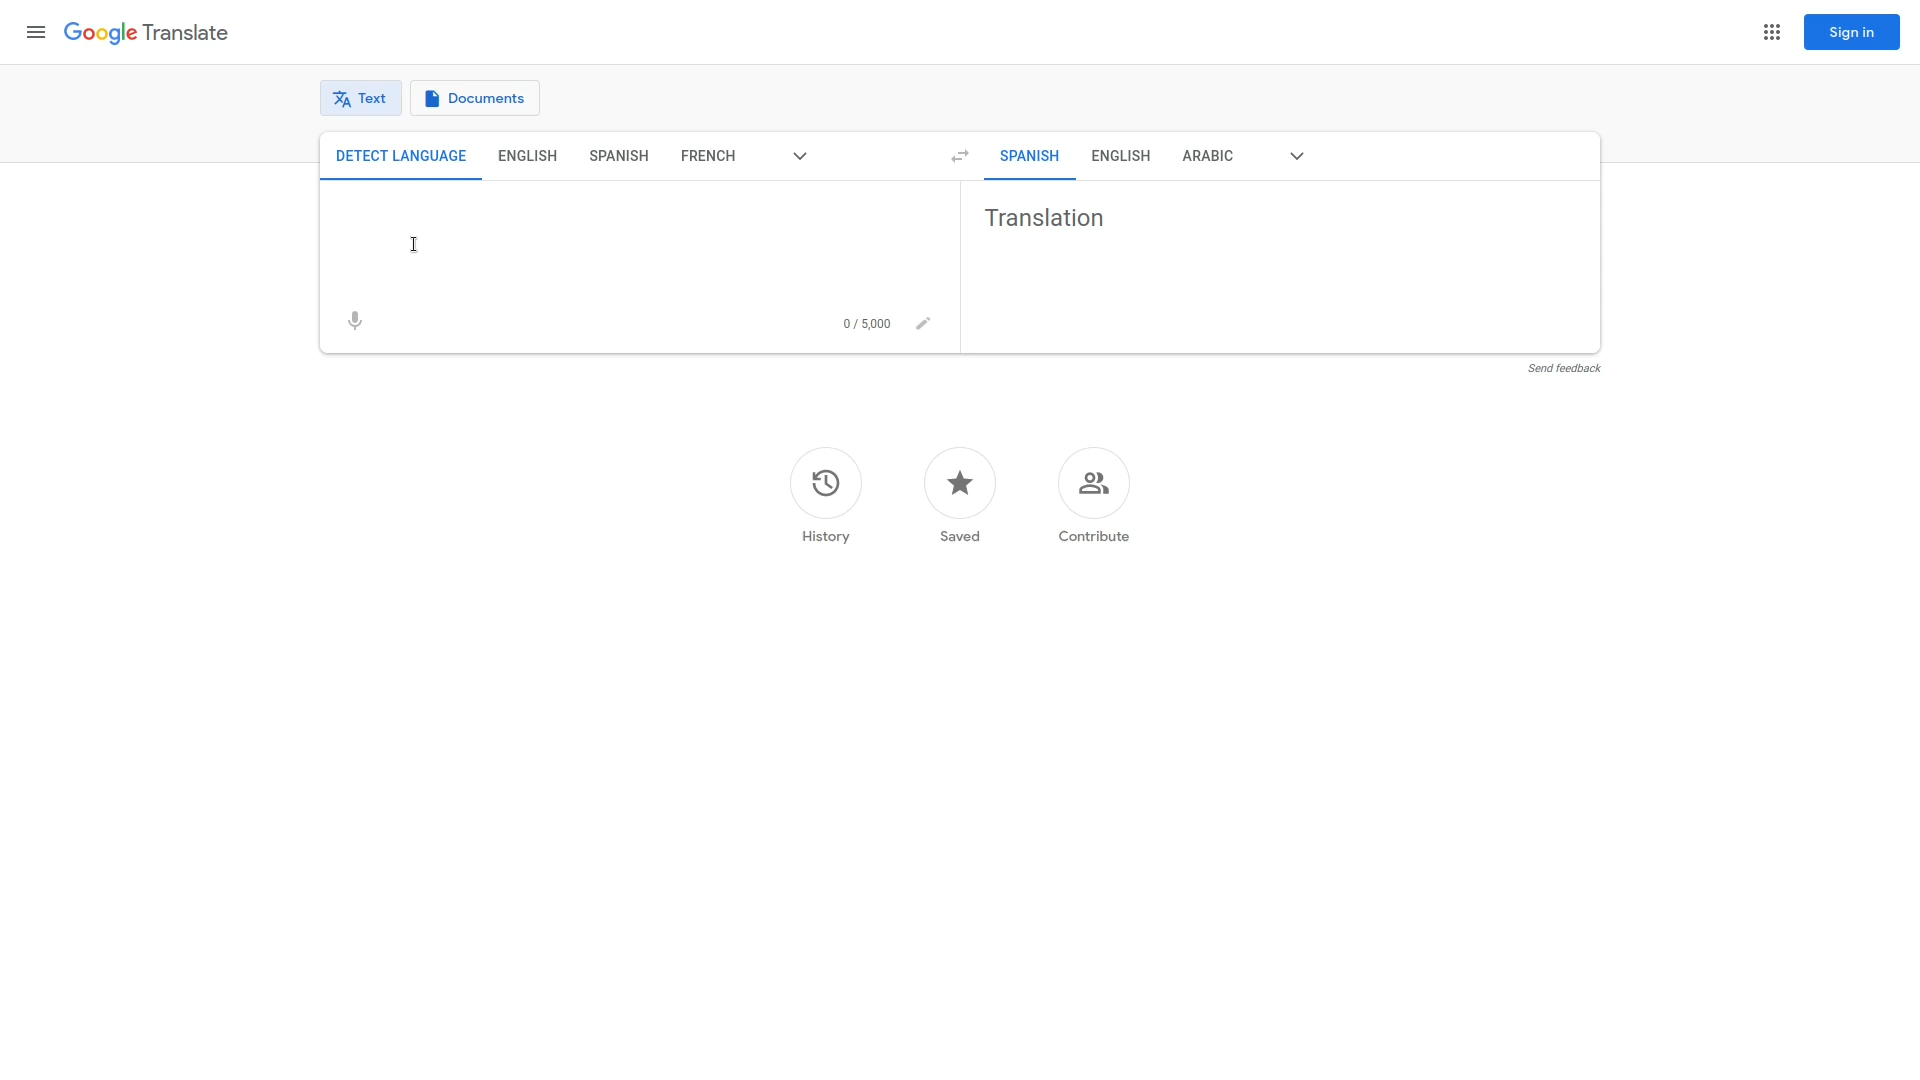 Google Translate
Sign in
Text
Documents
DETECT LANGUAGE
ENGLISH
SPANISH
FRENCH
SPANISH
ENGLISH
ARABIC
Translation
0 / 5,000
Send feedback
History
Saved
Contribute